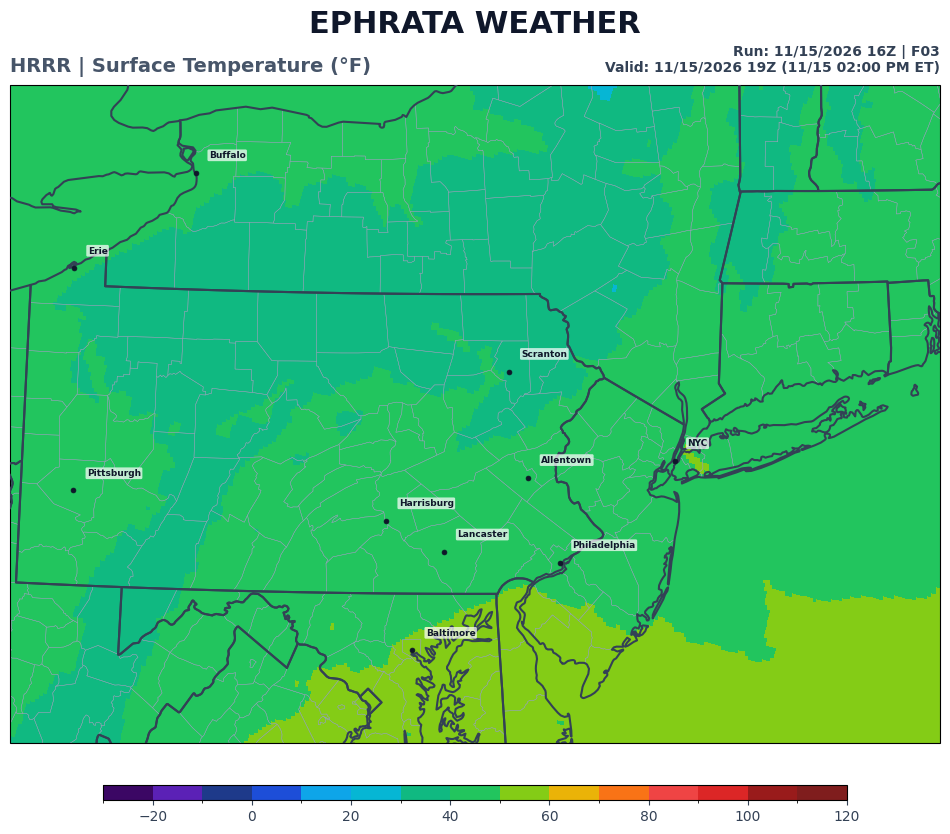 EPHRATA WEATHER
HRRR | Surface Temperature (°F)
Run: 11/15/2026 16Z | F03
Valid: 11/15/2026 19Z (11/15 02:00 PM ET)
Buffalo
Erie
Scranton
NYC
Allentown
Pittsburgh
Harrisburg
Lancaster
Philadelphia
Baltimore
−20 0 20 40 60 80 100 120